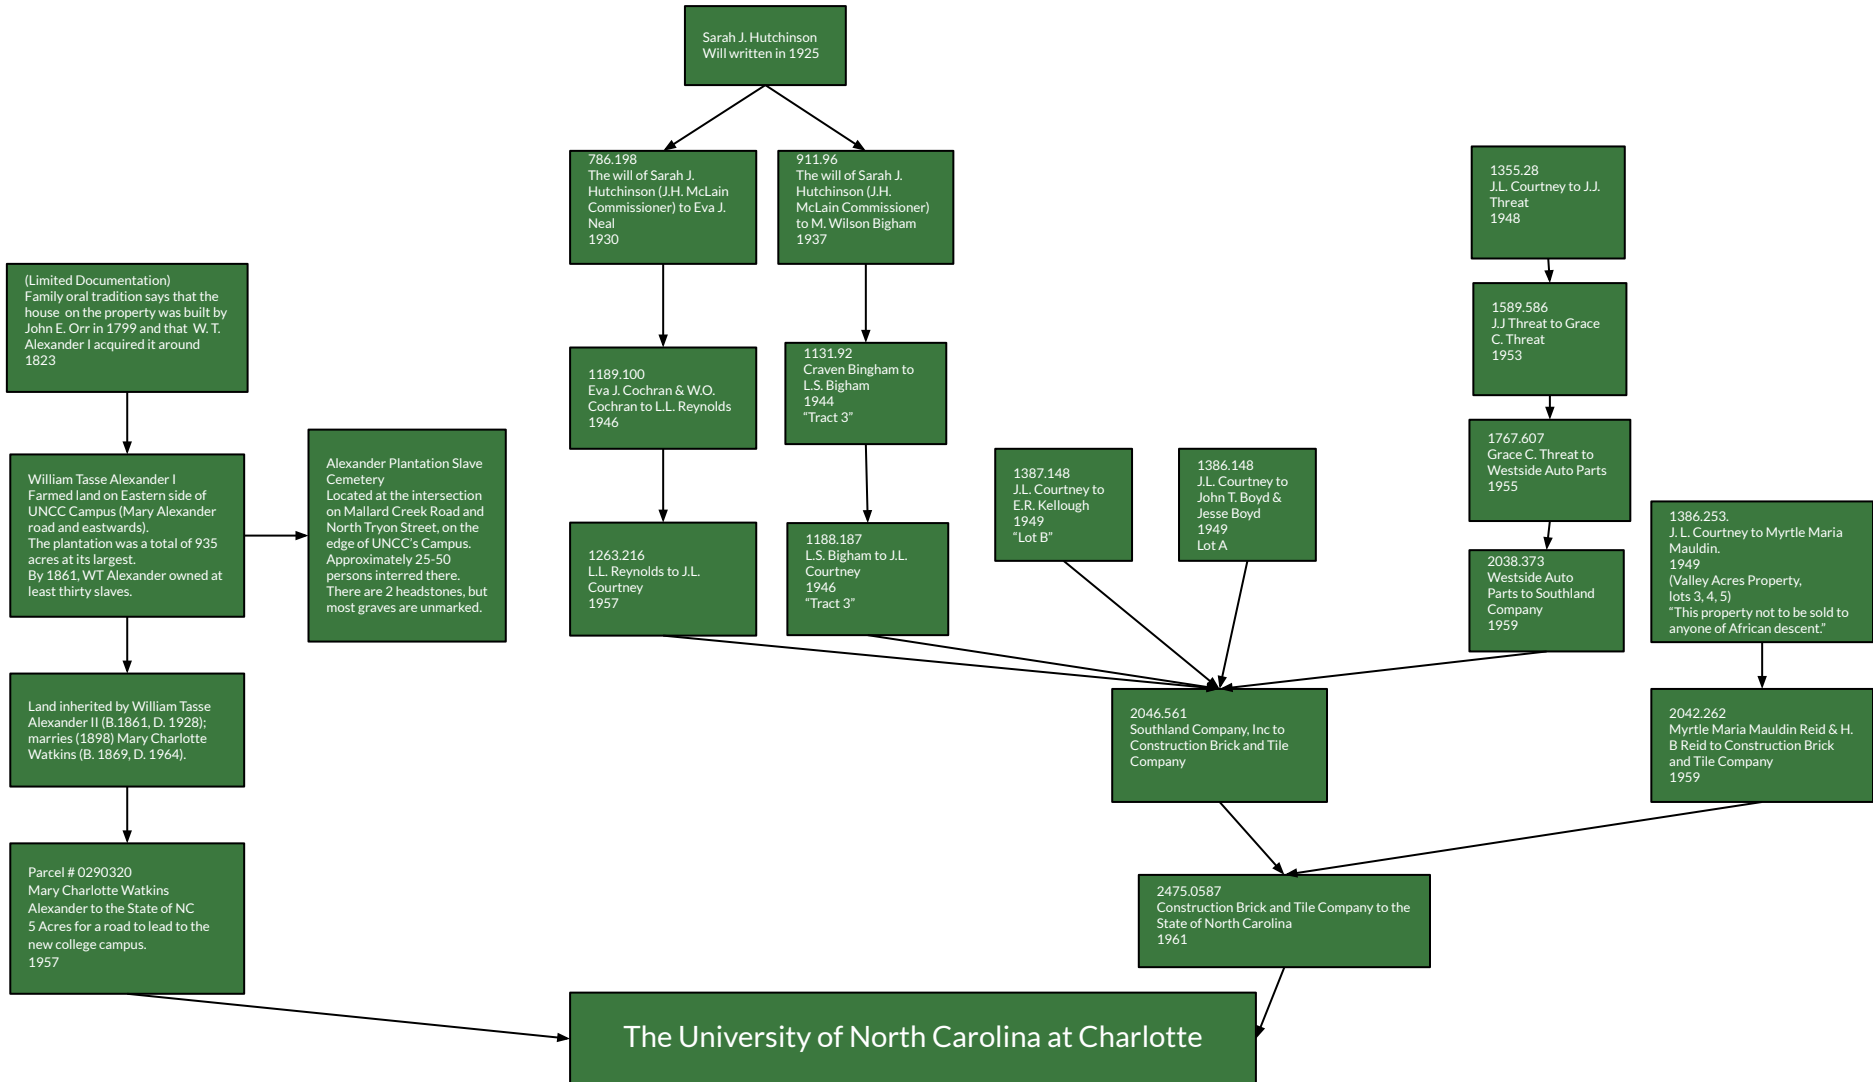 Sarah J. Hutchinson
Will written in 1925
786.198
The will of Sarah J.
Hutchinson (J.H. McLain
Commissioner) to Eva J.
Neal
1930
911.96
The will of Sarah J.
Hutchinson (J.H.
McLain Commissioner)
to M. Wilson Bigham
1937
1355.28
J.L. Courtney to J.J.
Threat
1948
(Limited Documentation)
Family oral tradition says that the
house on the property was built by
John E. Orr in 1799 and that W. T.
Alexander I acquired it around
1823
1589.586
J.J Threat to Grace
C. Threat
1953
1189.100
Eva J. Cochran & W.O.
Cochran to L.L. Reynolds
1946
1131.92
Craven Bingham to
L.S. Bigham
1944
“Tract 3”
William Tasse Alexander I
Farmed land on Eastern side of
UNCC Campus (Mary Alexander
road and eastwards).
The plantation was a total of 935
acres at its largest.
By 1861, WT Alexander owned at
least thirty slaves.
Alexander Plantation Slave
Cemetery
Located at the intersection
on Mallard Creek Road and
North Tryon Street, on the
edge of UNCC’s Campus.
Approximately 25-50
persons interred there.
There are 2 headstones, but
most graves are unmarked.
1387.148
J.L. Courtney to
E.R. Kellough
1949
“Lot B”
1386.148
J.L. Courtney to
John T. Boyd &
Jesse Boyd
1949
Lot A
1767.607
Grace C. Threat to
Westside Auto Parts
1955
1386.253.
J. L. Courtney to Myrtle Maria
Mauldin.
1949
(Valley Acres Property,
lots 3, 4, 5)
“This property not to be sold to
anyone of African descent.”
1263.216
L.L. Reynolds to J.L.
Courtney
1957
1188.187
L.S. Bigham to J.L.
Courtney
1946
“Tract 3”
2038.373
Westside Auto
Parts to Southland
Company
1959
Land inherited by William Tasse
Alexander II (B.1861, D. 1928);
marries (1898) Mary Charlotte
Watkins (B. 1869, D. 1964).
2046.561
Southland Company, Inc to
Construction Brick and Tile
Company
2042.262
Myrtle Maria Mauldin Reid & H.
B Reid to Construction Brick
and Tile Company
1959
Parcel # 0290320
Mary Charlotte Watkins
Alexander to the State of NC
5 Acres for a road to lead to the
new college campus.
1957
2475.0587
Construction Brick and Tile Company to the
State of North Carolina
1961
The University of North Carolina at Charlotte